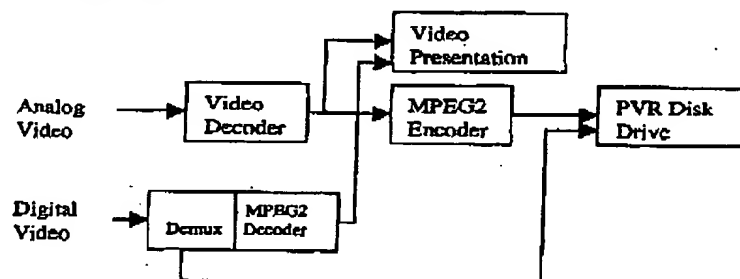 Video
Presentation
Analog
Video
Video
Decoder
MPEG2
Encoder
PVR Disk
Drive
Digital
Video
Demux
MPEG2
Decoder